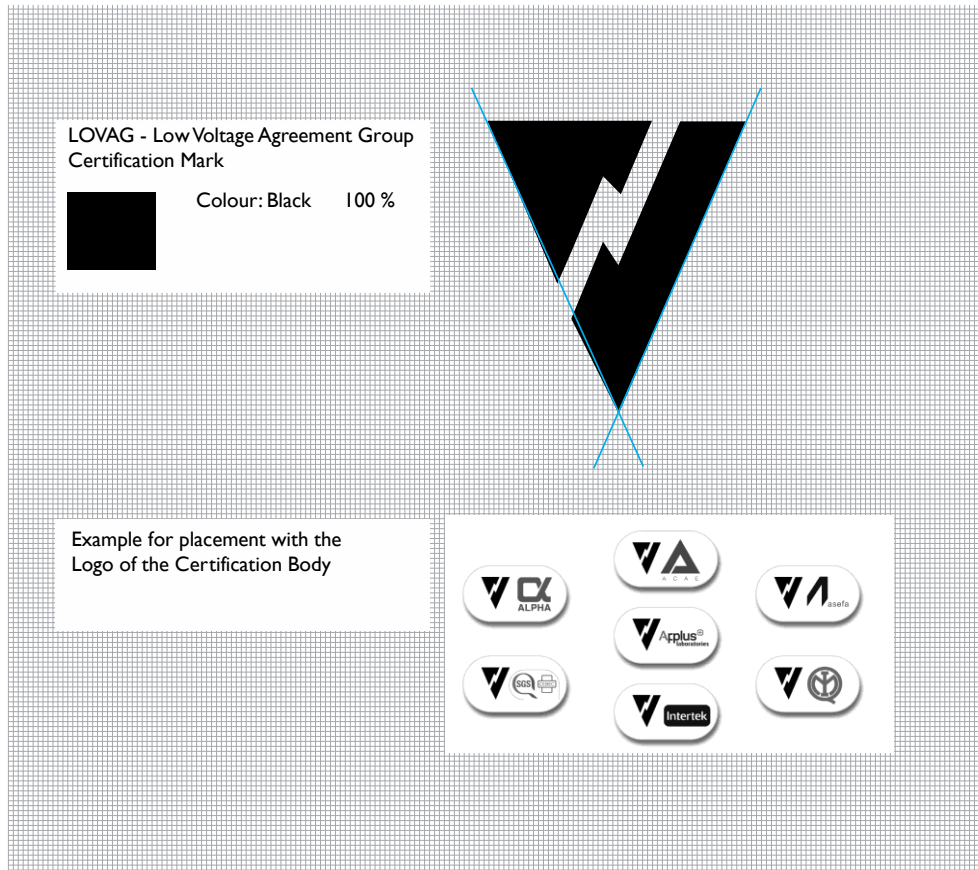 LOVAG - Low Voltage Agreement Group
Certification Mark
Colour: Black 100 %
Example for placement with the
Logo of the Certification Body
ALPHA
ACAE
asefa
Applus+
laboratories
SGS
Intertek